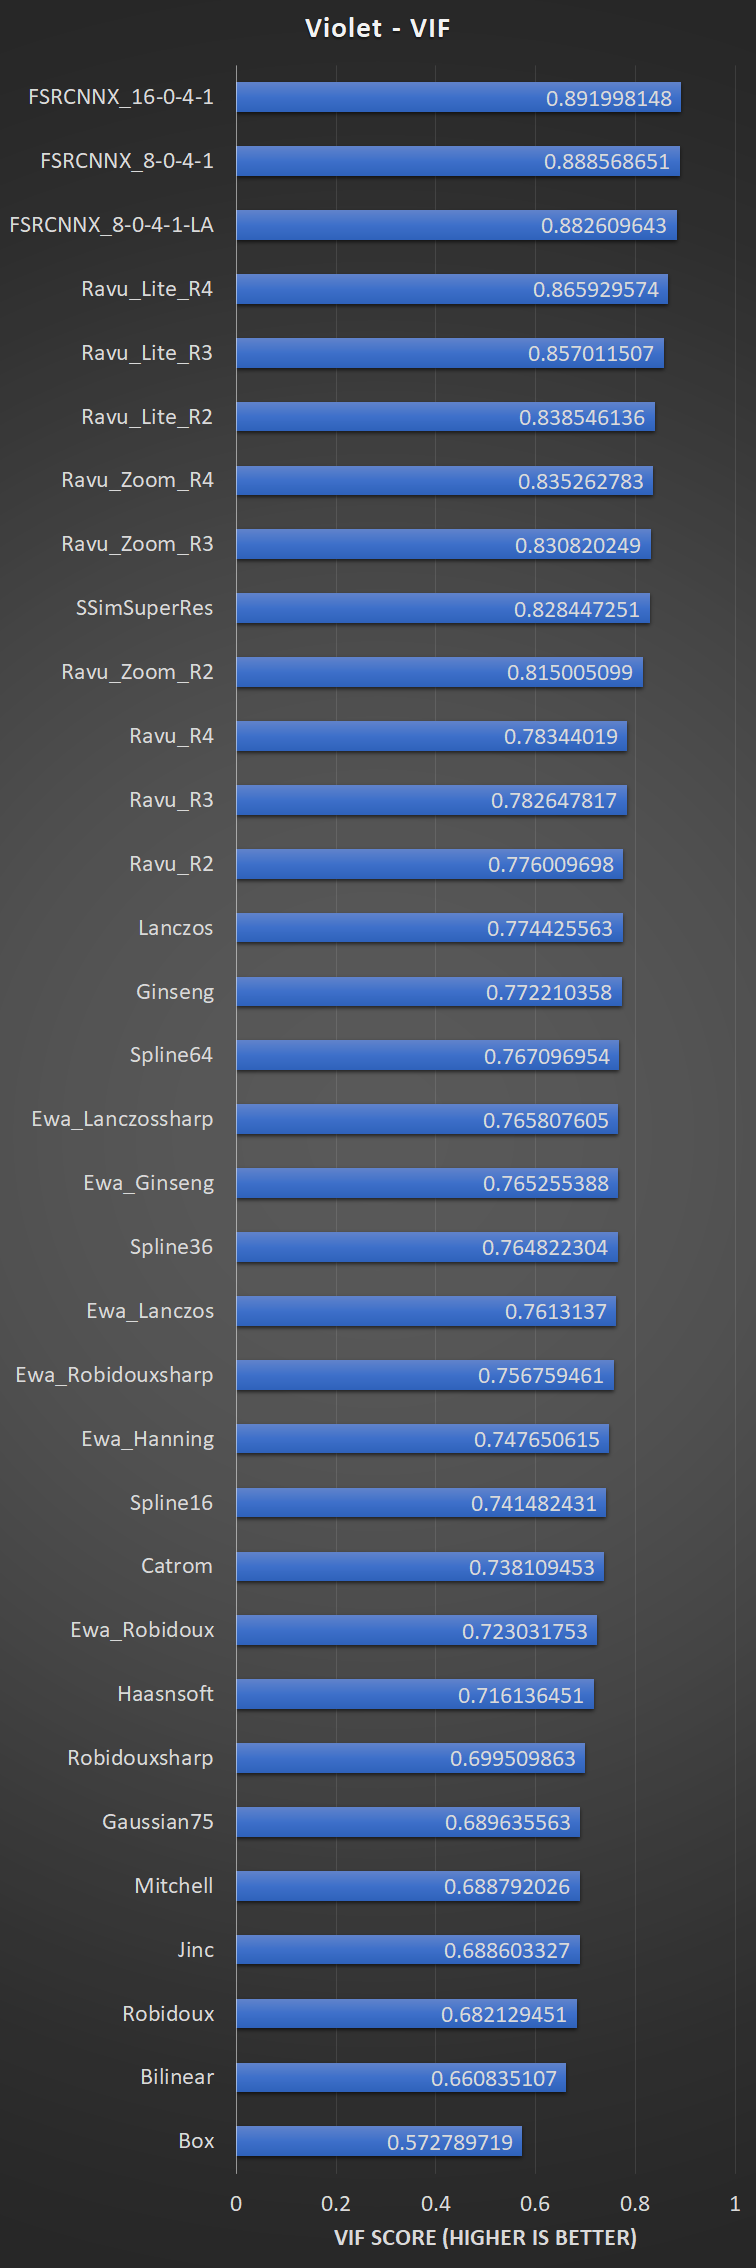 Violet - VIF
FSRCNNX_16-0-4-1 0.891998148
FSRCNNX_8-0-4-1 0.888568651
FSRCNNX_8-0-4-1-LA 0.882609643
Ravu_Lite_R4 0.865929574
Ravu_Lite_R3 0.857011507
Ravu_Lite_R2 0.838546136
Ravu_Zoom_R4 0.835262783
Ravu_Zoom_R3 0.830820249
SSimSuperRes 0.828447251
Ravu_Zoom_R2 0.815005099
Ravu_R4 0.78344019
Ravu_R3 0.782647817
Ravu_R2 0.776009698
Lanczos 0.774425563
Ginseng 0.772210358
Spline64 0.767096954
Ewa_Lanczossharp 0.765807605
Ewa_Ginseng 0.765255388
Spline36 0.764822304
Ewa_Lanczos 0.7613137
Ewa_Robidouxsharp 0.756759461
Ewa_Hanning 0.747650615
Spline16 0.741482431
Catrom 0.738109453
Ewa_Robidoux 0.723031753
Haasnsoft 0.716136451
Robidouxsharp 0.699509863
Gaussian75 0.689635563
Mitchell 0.688792026
Jinc 0.688603327
Robidoux 0.682129451
Bilinear 0.660835107
Box 0.572789719
0 0.2 0.4 0.6 0.8 1
VIF SCORE (HIGHER IS BETTER)